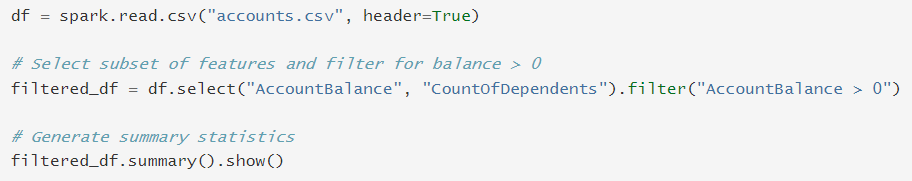 df = spark.read.csv("accounts.csv", header=True)
# Select subset of features and filter for balance > 0
filtered_df = df.select("AccountBalance", "CountOfDependents").filter("AccountBalance > 0")
# Generate summary statistics
filtered_df.summary().show()